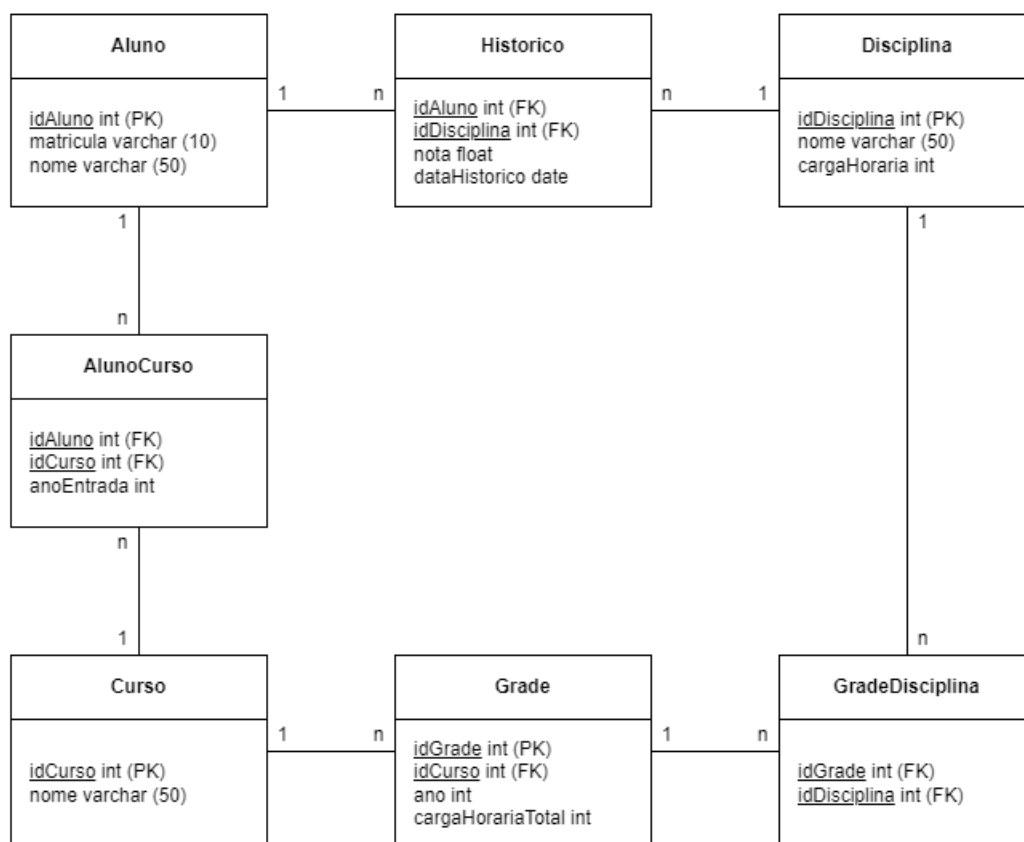 Aluno
idAluno int (PK)
matricula varchar (10)
nome varchar (50)
1
n
Historico
idAluno int (FK)
idDisciplina int (FK)
nota float
dataHistorico date
n
1
Disciplina
idDisciplina int (PK)
nome varchar (50)
cargaHoraria int
1
n
AlunoCurso
idAluno int (FK)
idCurso int (FK)
anoEntrada int
n
1
1
n
Curso
idCurso int (PK)
nome varchar (50)
1
n
Grade
idGrade int (PK)
idCurso int (FK)
ano int
cargaHorariaTotal int
1
n
GradeDisciplina
idGrade int (FK)
idDisciplina int (FK)